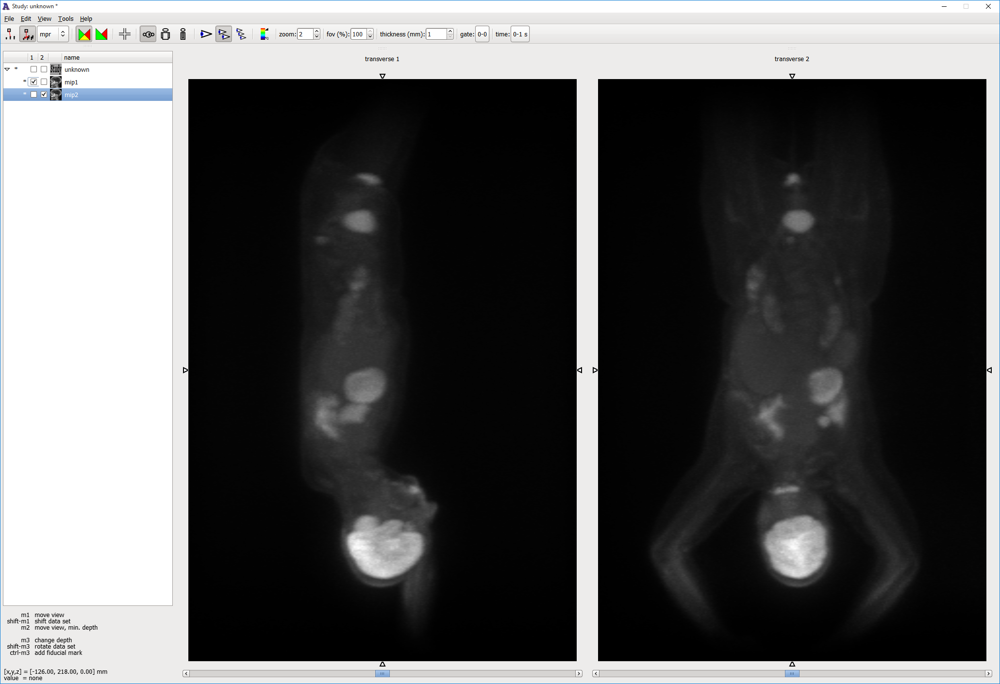 Study: unknown *
File Edit View Tools Help
mpr zoom: 2 fov (%): 100 thickness (mm): 1 gate: 0-0 time: 0-1 s
1 2 name
* Study unknown
* mip1
* mip2
transverse 1
transverse 2
m1 move view
shift-m1 shift data set
m2 move view, min. depth
m3 change depth
shift-m3 rotate data set
ctrl-m3 add fiducial mark
[x,y,z] = [-126.00, 218.00, 0.00] mm
value = none